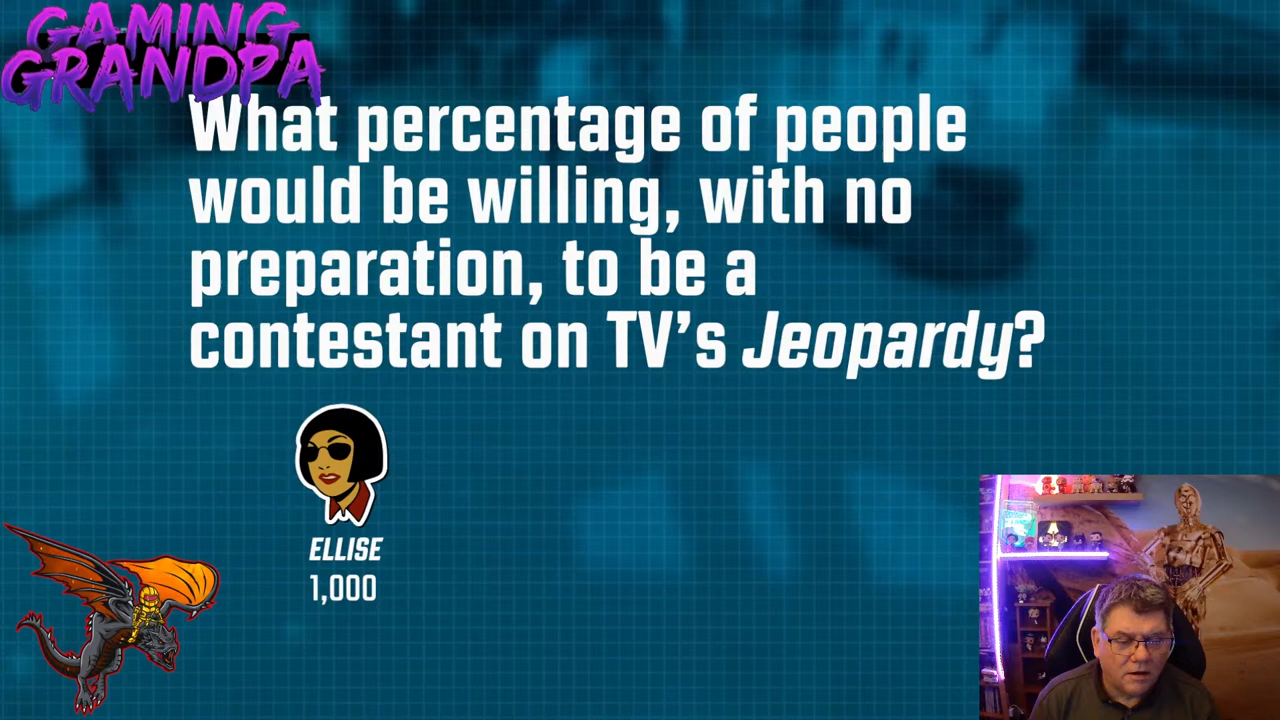 GAMING
GRANDPA
What percentage of people
would be willing, with no
preparation, to be a
contestant on TV's Jeopardy?
ELLISE
1,000